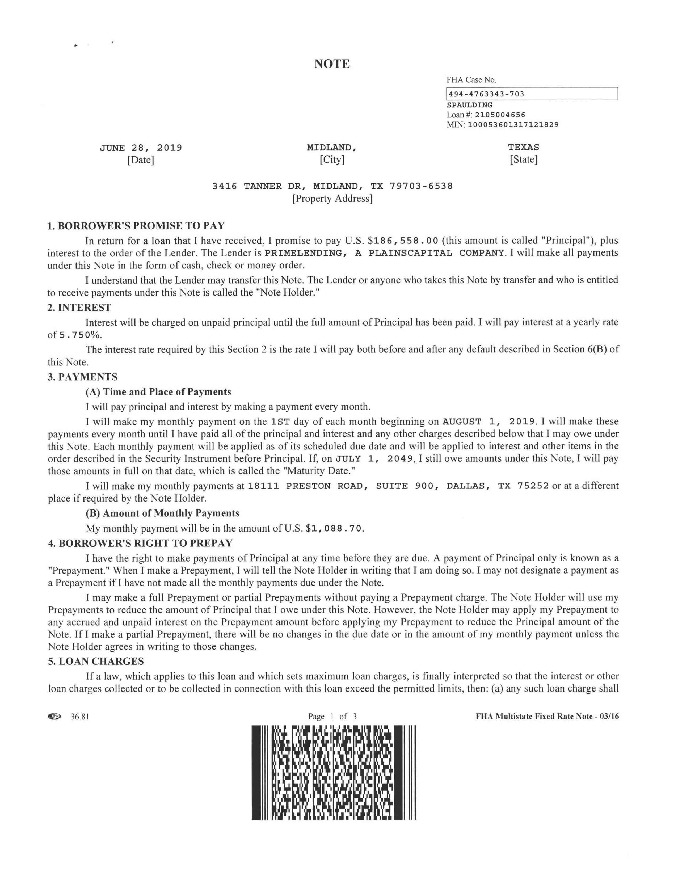 NOTE
FHA Case No.
494-4763343-703
SPAULDING
Loan #: 2105004656
MIN: 100053601317121829
JUNE 28, 2019 MIDLAND, TEXAS
[Date] [City] [State]
3416 TANNER DR, MIDLAND, TX 79703-6538
[Property Address]
1. BORROWER'S PROMISE TO PAY
In return for a loan that I have received, I promise to pay U.S. $186,558.00 (this amount is called "Principal"), plus
interest to the order of the Lender. The Lender is PRIMELENDING, A PLAINSCAPITAL COMPANY. I will make all payments
under this Note in the form of cash, check or money order.
I understand that the Lender may transfer this Note. The Lender or anyone who takes this Note by transfer and who is entitled
to receive payments under this Note is called the "Note Holder."
2. INTEREST
Interest will be charged on unpaid principal until the full amount of Principal has been paid. I will pay interest at a yearly rate
of 5.750%.
The interest rate required by this Section 2 is the rate I will pay both before and after any default described in Section 6(B) of
this Note.
3. PAYMENTS
(A) Time and Place of Payments
I will pay principal and interest by making a payment every month.
I will make my monthly payment on the 1ST day of each month beginning on AUGUST 1, 2019. I will make these
payments every month until I have paid all of the principal and interest and any other charges described below that I may owe under
this Note. Each monthly payment will be applied as of its scheduled due date and will be applied to interest and other items in the
order described in the Security Instrument before Principal. If, on JULY 1, 2049, I still owe amounts under this Note, I will pay
those amounts in full on that date, which is called the "Maturity Date."
I will make my monthly payments at 18111 PRESTON ROAD, SUITE 900, DALLAS, TX 75252 or at a different
place if required by the Note Holder.
(B) Amount of Monthly Payments
My monthly payment will be in the amount of U.S. $1,088.70.
4. BORROWER'S RIGHT TO PREPAY
I have the right to make payments of Principal at any time before they are due. A payment of Principal only is known as a
"Prepayment." When I make a Prepayment, I will tell the Note Holder in writing that I am doing so. I may not designate a payment as
a Prepayment if I have not made all the monthly payments due under the Note.
I may make a full Prepayment or partial Prepayments without paying a Prepayment charge. The Note Holder will use my
Prepayments to reduce the amount of Principal that I owe under this Note. However, the Note Holder may apply my Prepayment to
any accrued and unpaid interest on the Prepayment amount before applying my Prepayment to reduce the Principal amount of the
Note. If I make a partial Prepayment, there will be no changes in the due date or in the amount of my monthly payment unless the
Note Holder agrees in writing to those changes.
5. LOAN CHARGES
If a law, which applies to this loan and which sets maximum loan charges, is finally interpreted so that the interest or other
loan charges collected or to be collected in connection with this loan exceed the permitted limits, then: (a) any such loan charge shall
36.81 Page 1 of 3 FHA Multistate Fixed Rate Note - 03/16